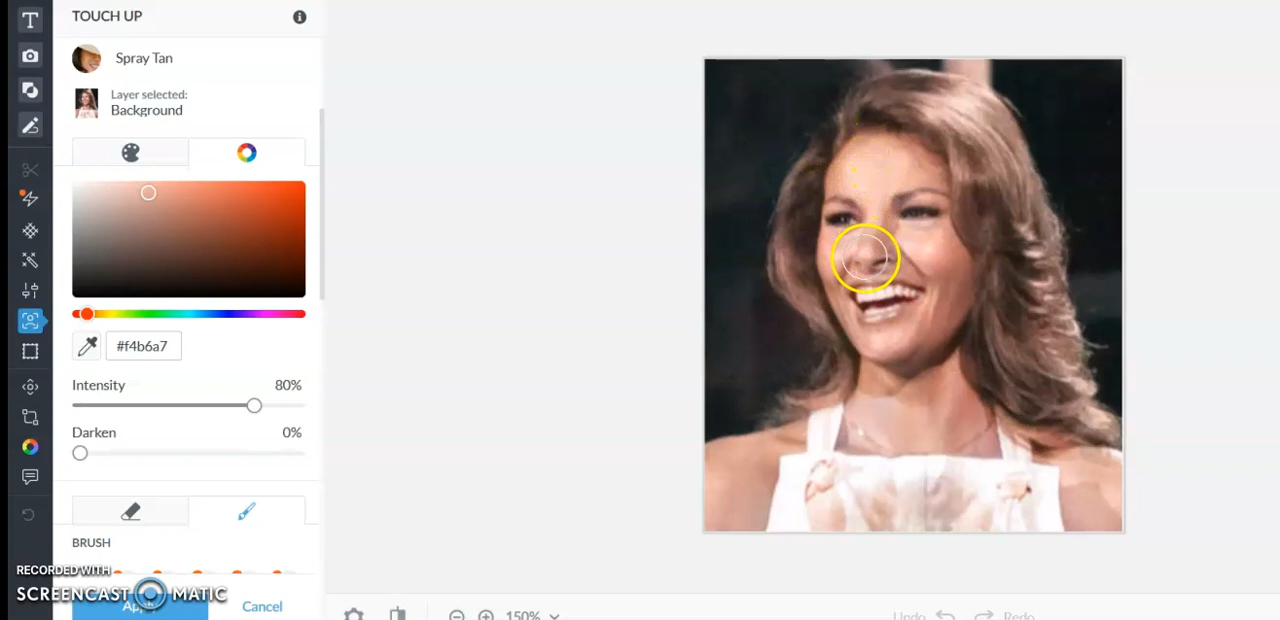 T
TOUCH UP
Spray Tan
Layer selected:
Background
#f4b6a7
Intensity 80%
Darken 0%
BRUSH
RECORDED WITH
SCREENCAST MATIC
Apply Cancel
150%
Undo Redo